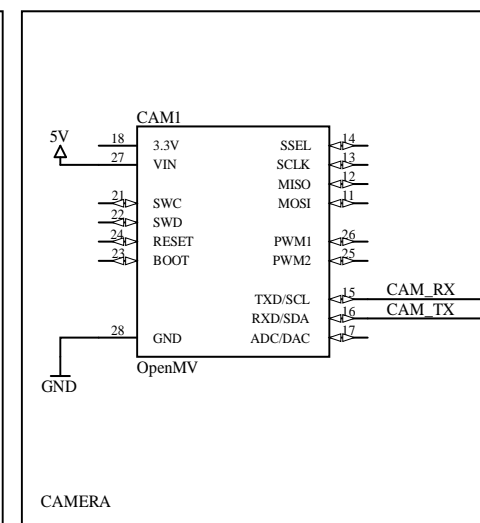 CAM1
5V
18 3.3V SSEL 14
27 VIN SCLK 13
MISO 12
21 SWC MOSI 11
22 SWD
24 RESET PWM1 26
23 BOOT PWM2 25
TXD/SCL 15 CAM_RX
RXD/SDA 16 CAM_TX
28 GND ADC/DAC 17
OpenMV
GND
CAMERA